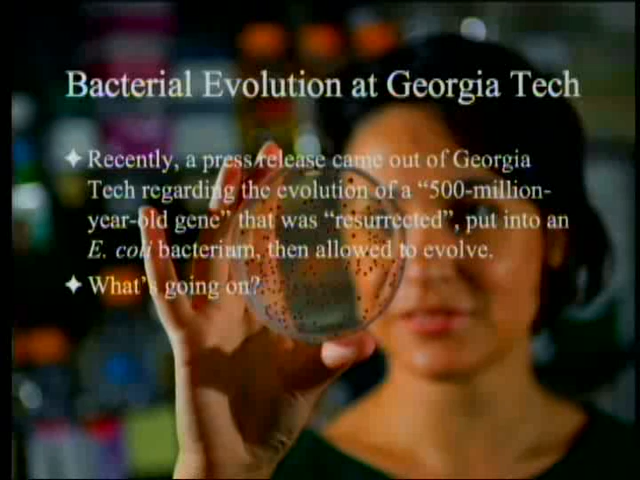 Bacterial Evolution at Georgia Tech
✦ Recently, a press release came out of Georgia
Tech regarding the evolution of a “500-million-
year-old gene” that was “resurrected”, put into an
E. coli bacterium, then allowed to evolve.
✦ What’s going on?